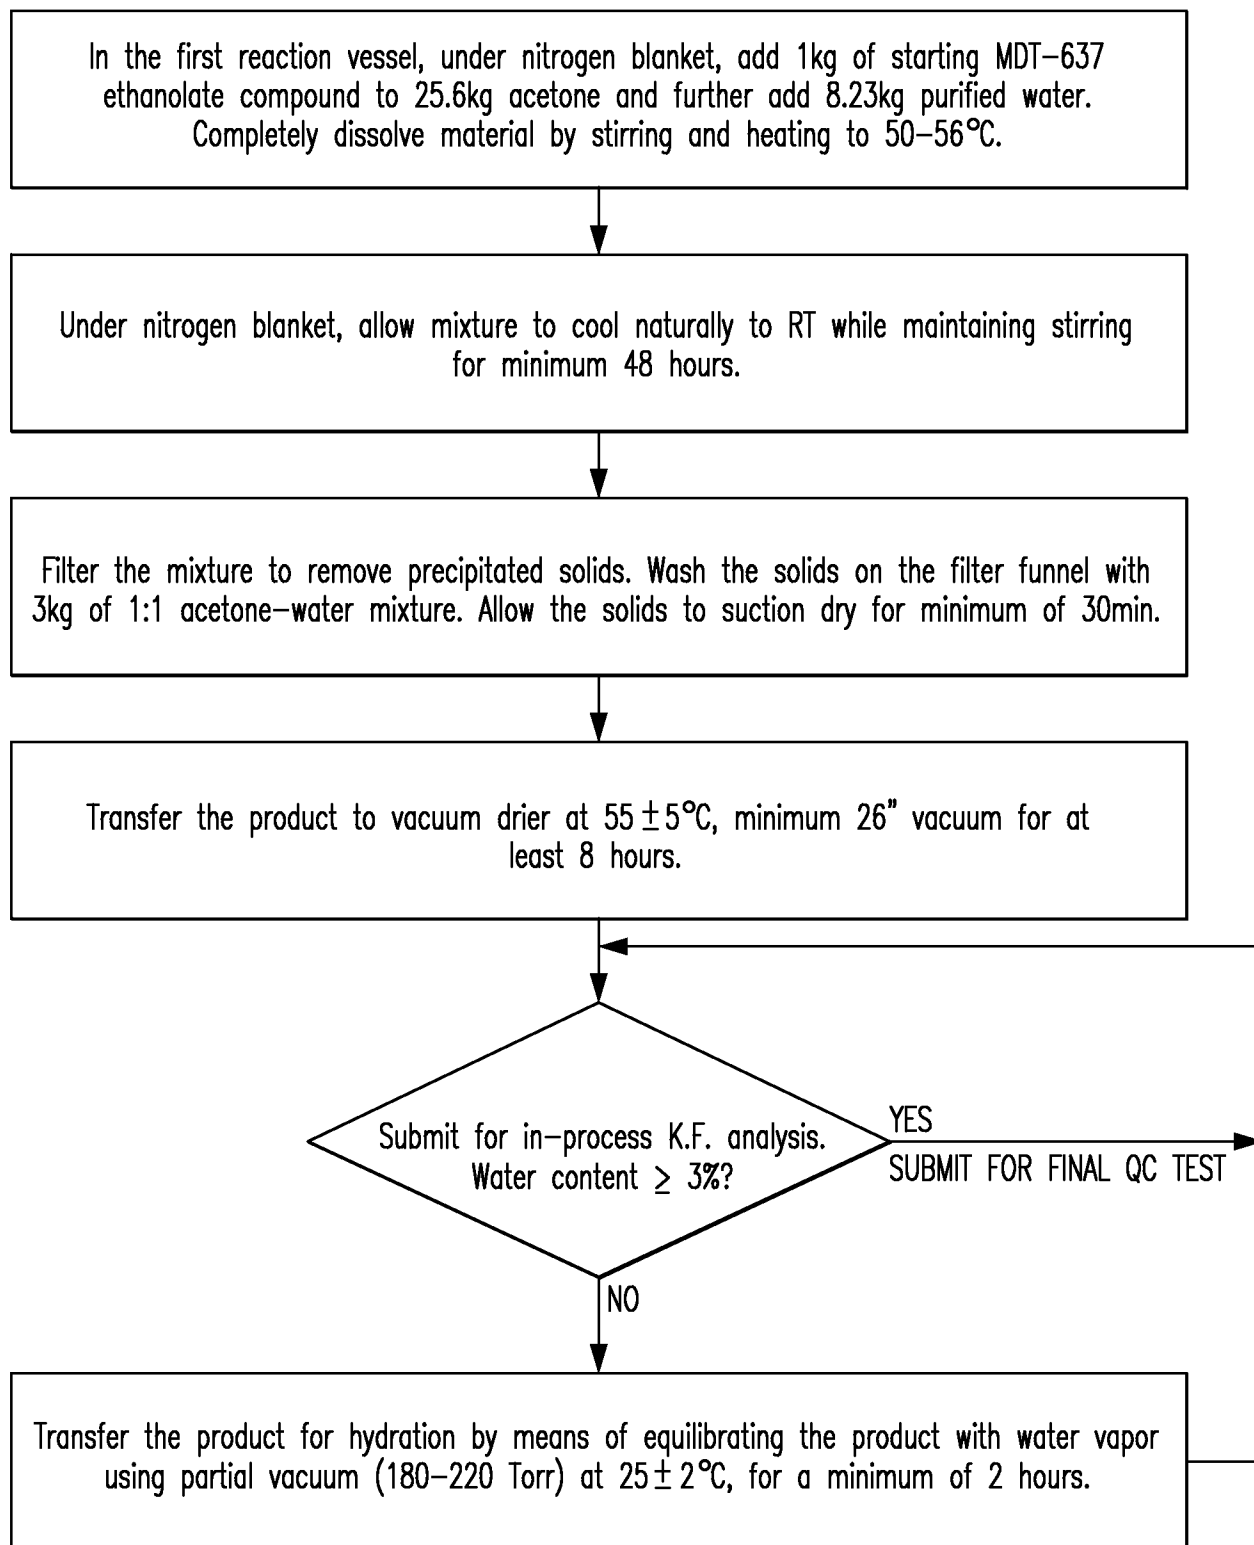 In the first reaction vessel, under nitrogen blanket, add 1kg of starting MDT-637
ethanolate compound to 25.6kg acetone and further add 8.23kg purified water.
Completely dissolve material by stirring and heating to 50-56°C.
Under nitrogen blanket, allow mixture to cool naturally to RT while maintaining stirring
for minimum 48 hours.
Filter the mixture to remove precipitated solids. Wash the solids on the filter funnel with
3kg of 1:1 acetone-water mixture. Allow the solids to suction dry for minimum of 30min.
Transfer the product to vacuum drier at 55±5°C, minimum 26" vacuum for at
least 8 hours.
Submit for in-process K.F. analysis.
Water content ≥ 3%?
YES
SUBMIT FOR FINAL QC TEST
NO
Transfer the product for hydration by means of equilibrating the product with water vapor
using partial vacuum (180-220 Torr) at 25±2°C, for a minimum of 2 hours.